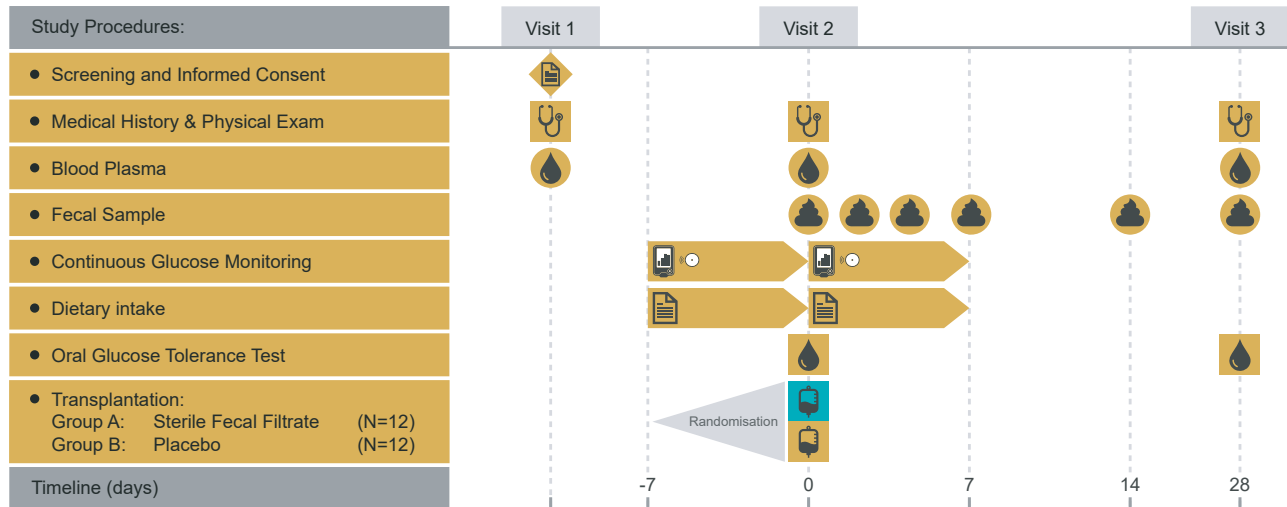 Study Procedures:
Visit 1
Visit 2
Visit 3
Screening and Informed Consent
Medical History & Physical Exam
Blood Plasma
Fecal Sample
Continuous Glucose Monitoring
Dietary intake
Oral Glucose Tolerance Test
Transplantation:
Group A: Sterile Fecal Filtrate (N=12)
Group B: Placebo (N=12)
Randomisation
Timeline (days)
-7
0
7
14
28